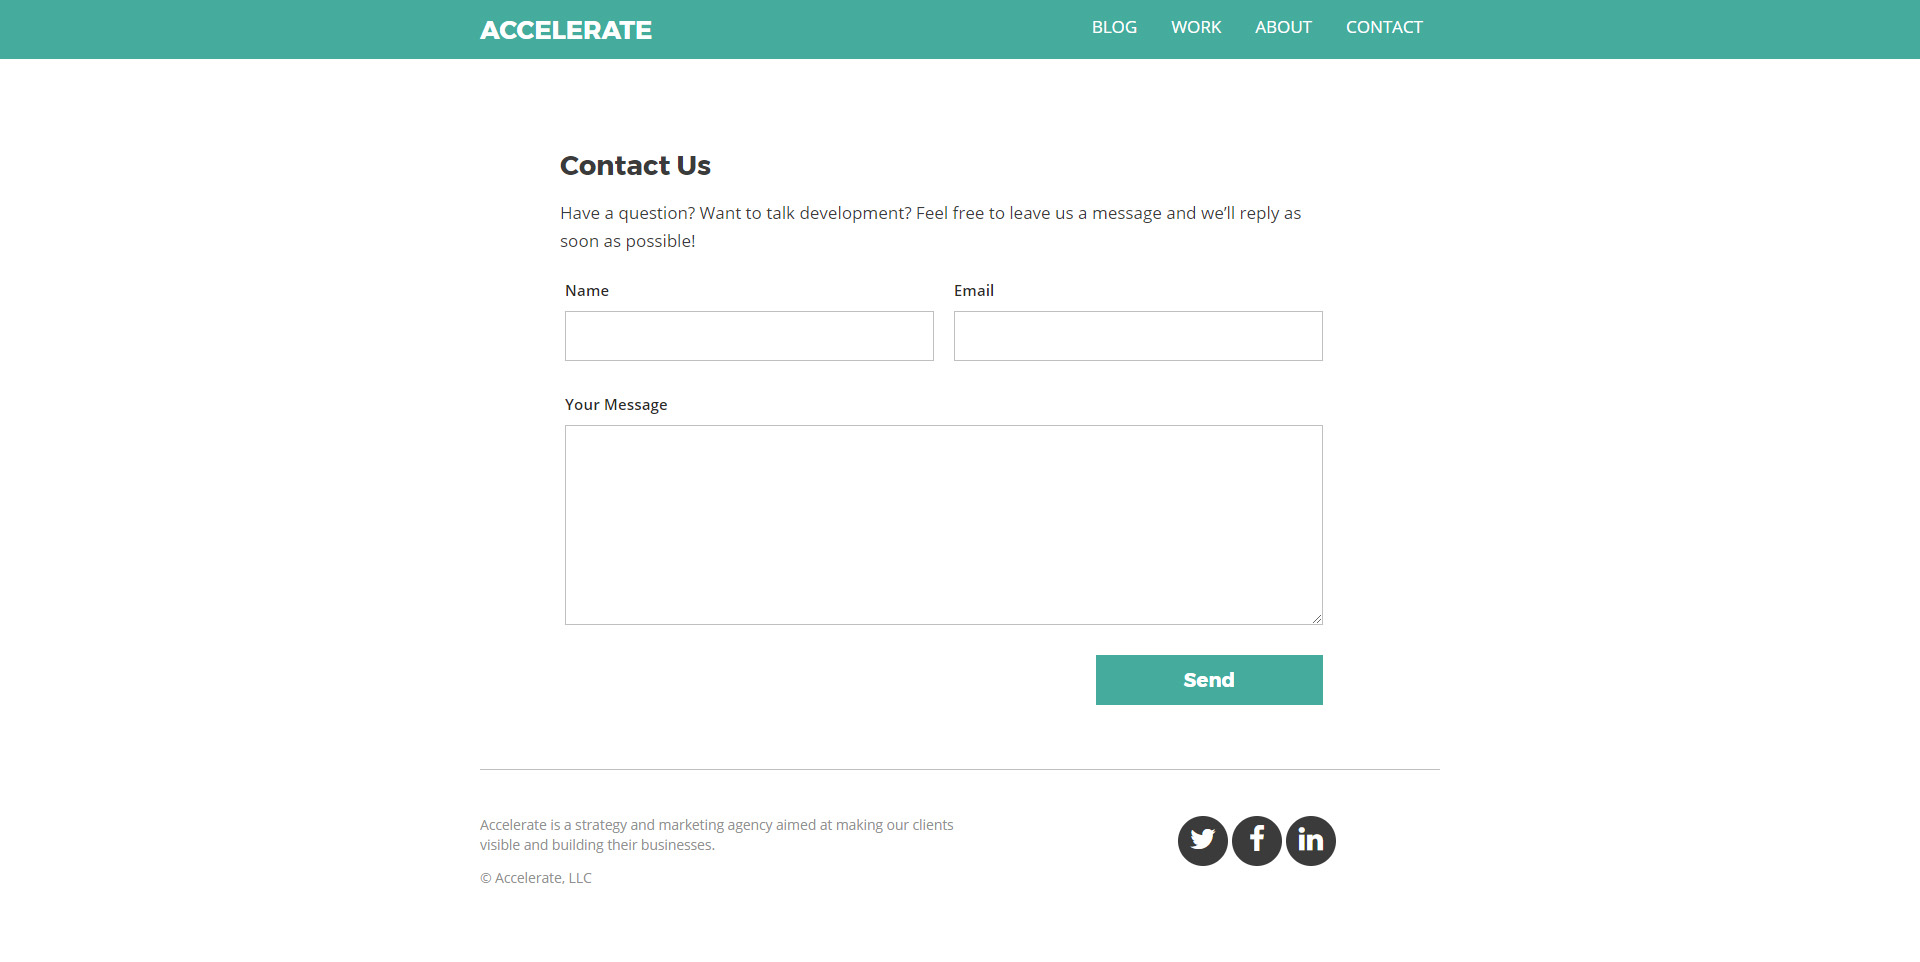 ACCELERATE
BLOG WORK ABOUT CONTACT
Contact Us
Have a question? Want to talk development? Feel free to leave us a message and we’ll reply as
soon as possible!
Name Email
Your Message
Send
Accelerate is a strategy and marketing agency aimed at making our clients
visible and building their businesses.
© Accelerate, LLC